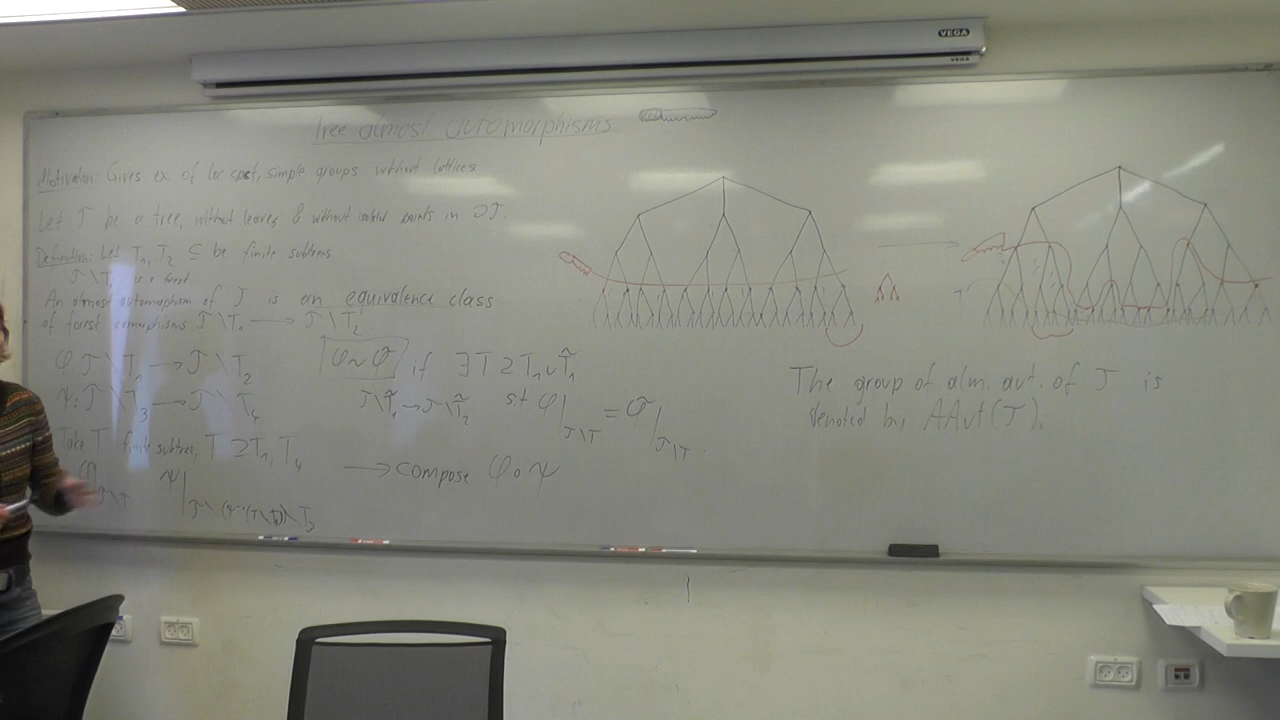 VEGA
VEGA
Tree almost automorphisms
Motivation: Gives ex. of loc cpct, simple groups without lattices
Let T be a tree, without leaves & without isolated points in ∂T.
Definition: Let T₁, T₂ ⊆ be finite subtrees
T \ T₁ is a forest
An almost automorphism of T is an equivalence class
of forest isomorphisms T \ T₁ → T \ T₂
φ: T \ T₁ → T \ T₂
ψ: T \ T₃ → T \ T₄
φ ~ φ̃ if ∃ T ⊇ T₁ ∪ T̃₁
T \ T̃₁ → T \ T̃₂ s.t φ|T\T = φ̃|T\T.
Take T finite subtree, T ⊇ T₁, T₄
φ|T\T ψ|T\(ψ⁻¹(T\T₄))\T₃
→ compose φ ∘ ψ
The group of alm. aut. of T is
denoted by AAut(T).